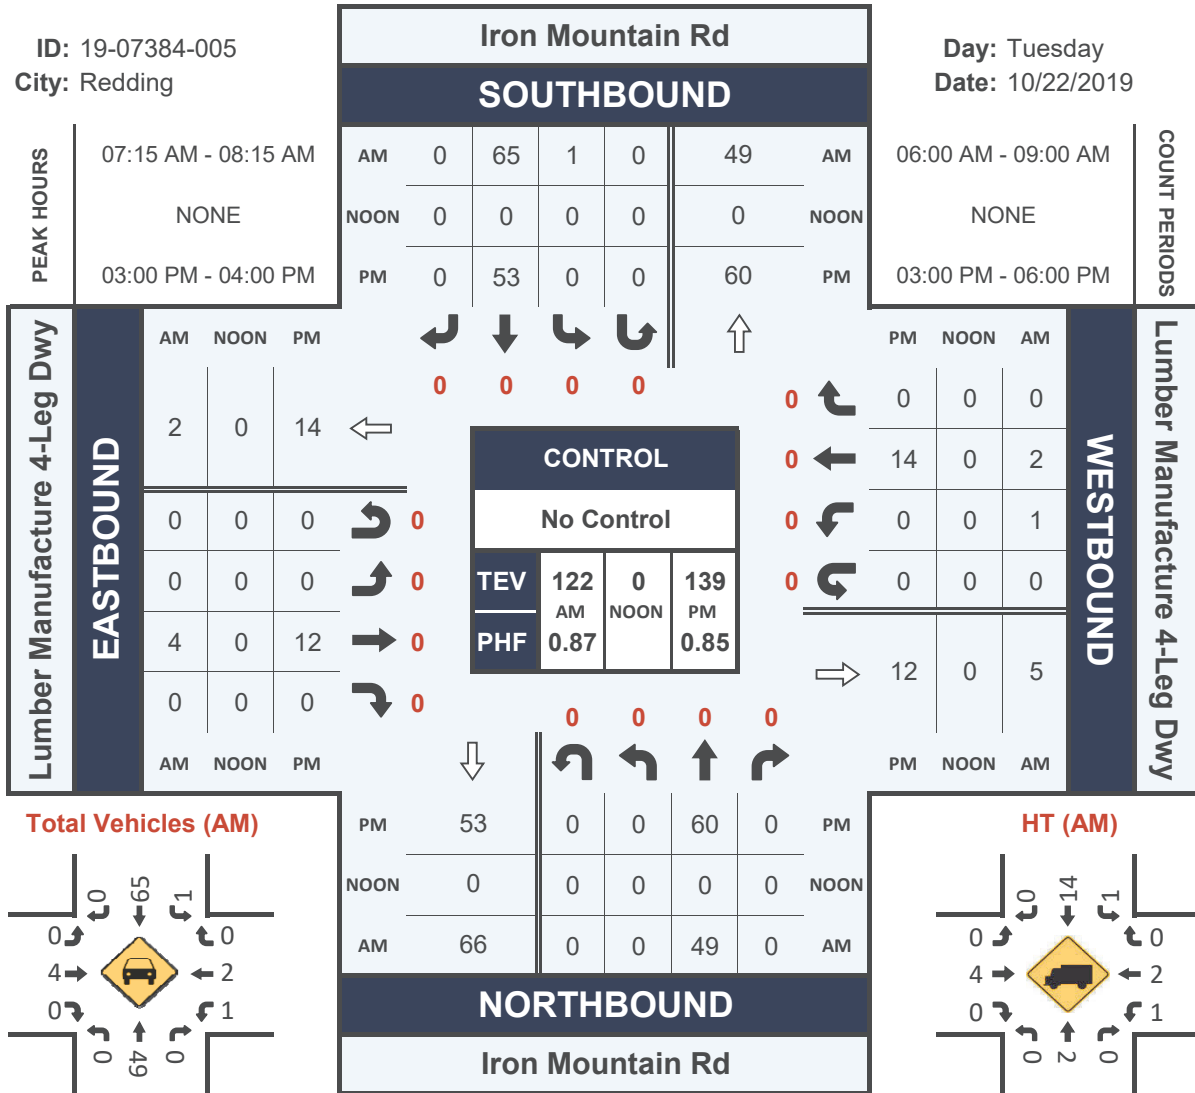 ID: 19-07384-005
City: Redding
Iron Mountain Rd
SOUTHBOUND
Day: Tuesday
Date: 10/22/2019
PEAK HOURS
07:15 AM - 08:15 AM
NONE
03:00 PM - 04:00 PM
AM 0 65 1 0 49 AM
NOON 0 0 0 0 0 NOON
PM 0 53 0 0 60 PM
06:00 AM - 09:00 AM
NONE
03:00 PM - 06:00 PM
COUNT PERIODS
0 0 0 0
Lumber Manufacture 4-Leg Dwy
EASTBOUND
AM NOON PM
2 0 14
0 0 0 0
0 0 0 0
4 0 12 0
0 0 0 0
AM NOON PM
CONTROL
No Control
TEV 122 0 139
AM NOON PM
PHF 0.87 0.85
PM NOON AM
0 0 0 0
0 14 0 2
0 0 0 1
0 0 0 0
12 0 5
PM NOON AM
WESTBOUND
Lumber Manufacture 4-Leg Dwy
0 0 0 0
PM 53 0 0 60 0 PM
NOON 0 0 0 0 0 NOON
AM 66 0 0 49 0 AM
NORTHBOUND
Iron Mountain Rd
Total Vehicles (AM)
0 65 1
0 0
4 2
0 1
0 49 0
HT (AM)
0 14 1
0 0
4 2
0 1
0 2 0